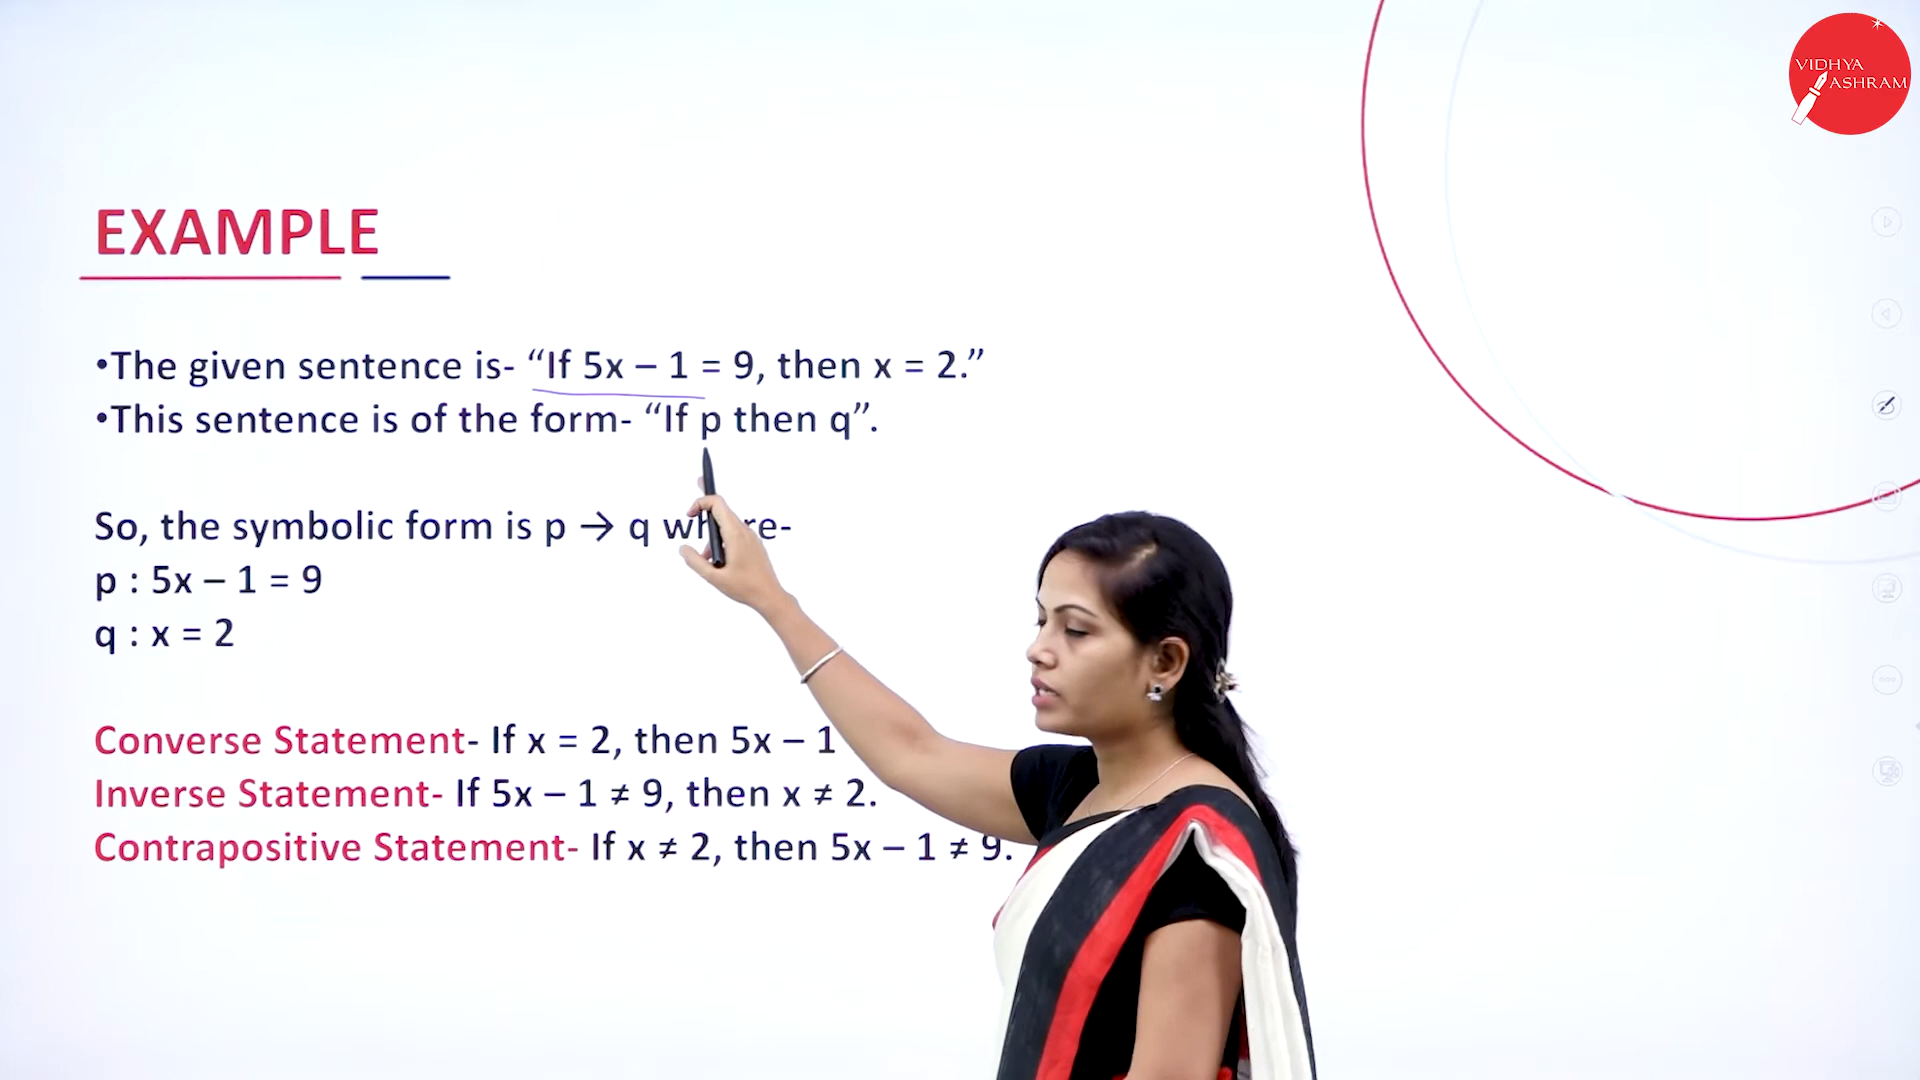 VIDHYA
ASHRAM
EXAMPLE
•The given sentence is- “If 5x – 1 = 9, then x = 2.”
•This sentence is of the form- “If p then q”.
So, the symbolic form is p → q where-
p : 5x – 1 = 9
q : x = 2
Converse Statement- If x = 2, then 5x – 1
Inverse Statement- If 5x – 1 ≠ 9, then x ≠ 2.
Contrapositive Statement- If x ≠ 2, then 5x – 1 ≠ 9.